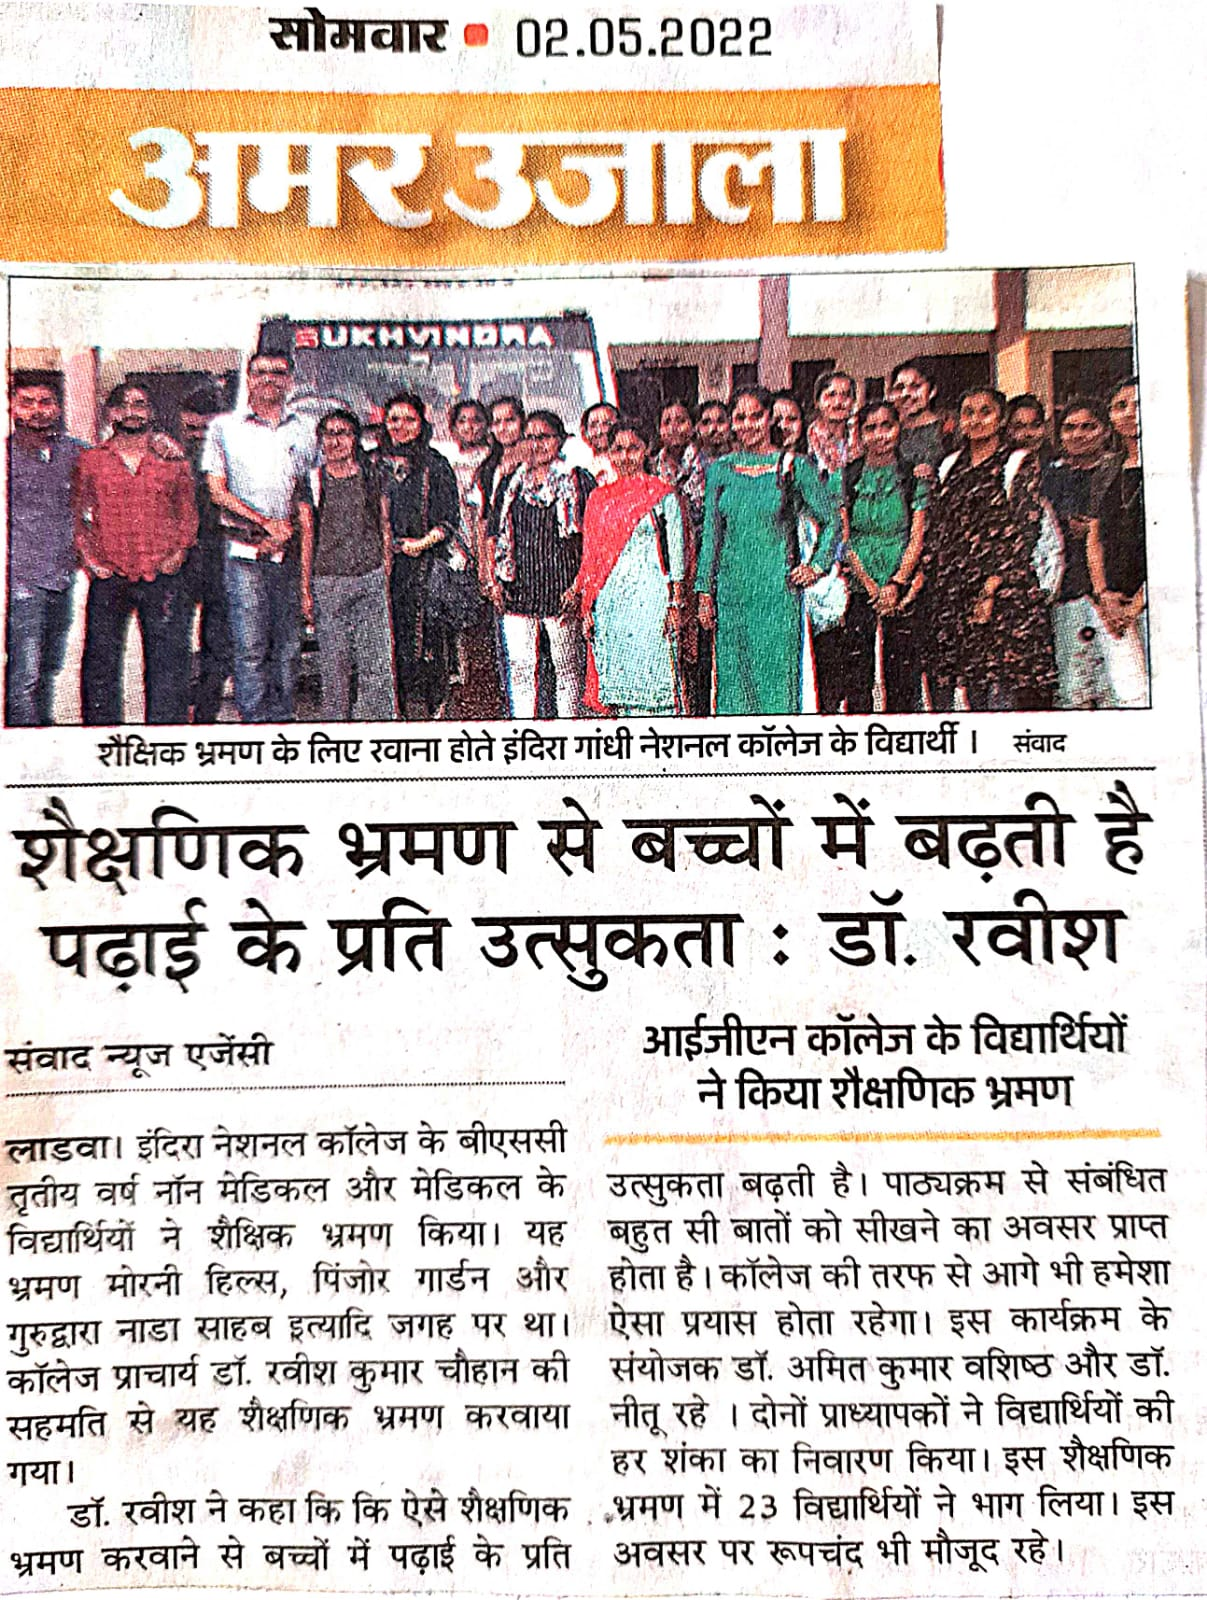 सोमवार • 02.05.2022
अमर उजाला
SUKHVINDRA
शैक्षिक भ्रमण के लिए रवाना होते इंदिरा गांधी नेशनल कॉलेज के विद्यार्थी । संवाद
शैक्षणिक भ्रमण से बच्चों में बढ़ती है
पढ़ाई के प्रति उत्सुकता : डॉ. रवीश
संवाद न्यूज एजेंसी
लाडवा। इंदिरा नेशनल कॉलेज के बीएससी
तृतीय वर्ष नॉन मेडिकल और मेडिकल के
विद्यार्थियों ने शैक्षिक भ्रमण किया। यह
भ्रमण मोरनी हिल्स, पिंजोर गार्डन और
गुरुद्वारा नाडा साहब इत्यादि जगह पर था।
कॉलेज प्राचार्य डॉ. रवीश कुमार चौहान की
सहमति से यह शैक्षणिक भ्रमण करवाया
गया।
डॉ. रवीश ने कहा कि कि ऐसे शैक्षणिक
भ्रमण करवाने से बच्चों में पढ़ाई के प्रति
आईजीएन कॉलेज के विद्यार्थियों
ने किया शैक्षणिक भ्रमण
उत्सुकता बढ़ती है। पाठ्यक्रम से संबंधित
बहुत सी बातों को सीखने का अवसर प्राप्त
होता है। कॉलेज की तरफ से आगे भी हमेशा
ऐसा प्रयास होता रहेगा। इस कार्यक्रम के
संयोजक डॉ. अमित कुमार वशिष्ठ और डॉ.
नीतू रहे । दोनों प्राध्यापकों ने विद्यार्थियों की
हर शंका का निवारण किया। इस शैक्षणिक
भ्रमण में 23 विद्यार्थियों ने भाग लिया। इस
अवसर पर रूपचंद भी मौजूद रहे।